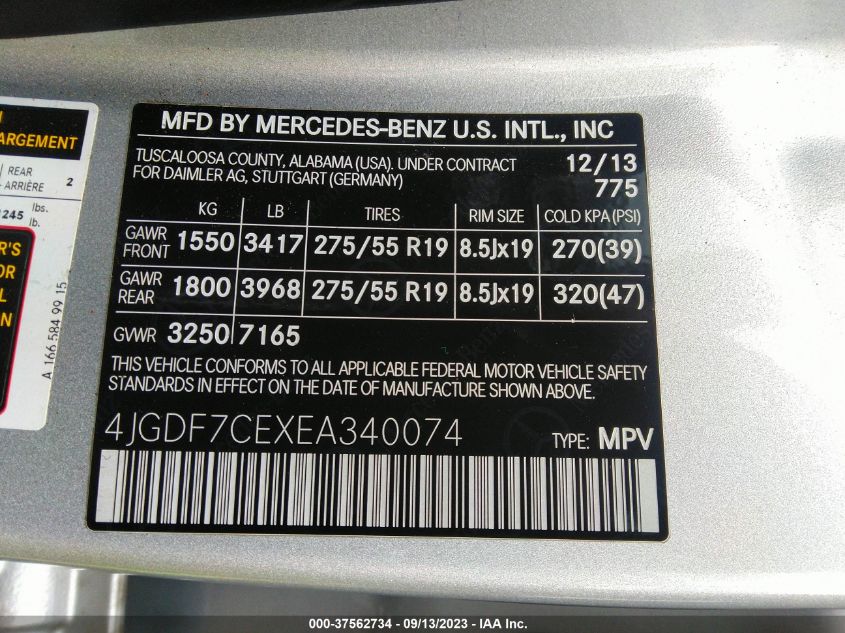 ARGEMENT
REAR
ARRIÈRE 2
245 lbs.
lb.
ER'S
OR
L
N
A 166 584 99 15
MFD BY MERCEDES-BENZ U.S. INTL., INC
TUSCALOOSA COUNTY, ALABAMA (USA). UNDER CONTRACT 12/13
FOR DAIMLER AG, STUTTGART (GERMANY) 775
KG LB TIRES RIM SIZE COLD KPA(PSI)
GAWR FRONT 1550 3417 275/55 R19 8.5Jx19 270(39)
GAWR REAR 1800 3968 275/55 R19 8.5Jx19 320(47)
GVWR 3250 7165
THIS VEHICLE CONFORMS TO ALL APPLICABLE FEDERAL MOTOR VEHICLE SAFETY
STANDARDS IN EFFECT ON THE DATE OF MANUFACTURE SHOWN ABOVE.
4JGDF7CEXEA340074 TYPE: MPV
000-37562734 - 09/13/2023 - IAA Inc.